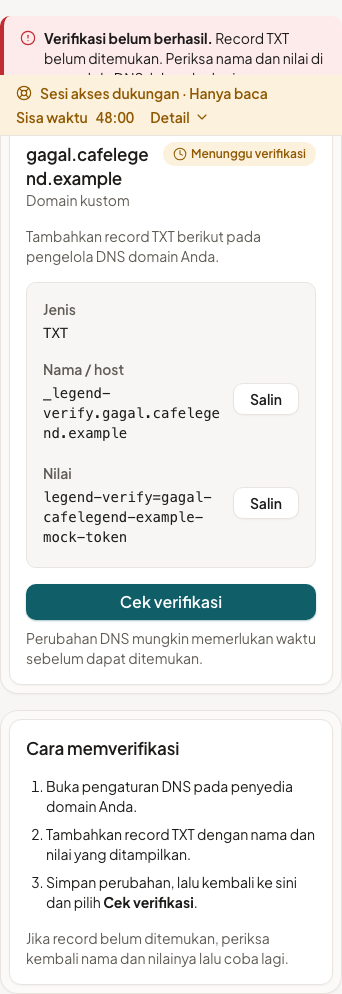 Verifikasi belum berhasil. Record TXT
belum ditemukan. Periksa nama dan nilai di
Sesi akses dukungan · Hanya baca
Sisa waktu 48:00 Detail
gagal.cafelege
nd.example
Menunggu verifikasi
Domain kustom
Tambahkan record TXT berikut pada
pengelola DNS domain Anda.
Jenis
TXT
Nama / host
_legend-
verify.gagal.cafelege
nd.example
Salin
Nilai
legend-verify=gagal-
cafelegend-example-
mock-token
Salin
Cek verifikasi
Perubahan DNS mungkin memerlukan waktu
sebelum dapat ditemukan.
Cara memverifikasi
1. Buka pengaturan DNS pada penyedia
domain Anda.
2. Tambahkan record TXT dengan nama dan
nilai yang ditampilkan.
3. Simpan perubahan, lalu kembali ke sini
dan pilih Cek verifikasi.
Jika record belum ditemukan, periksa
kembali nama dan nilainya lalu coba lagi.